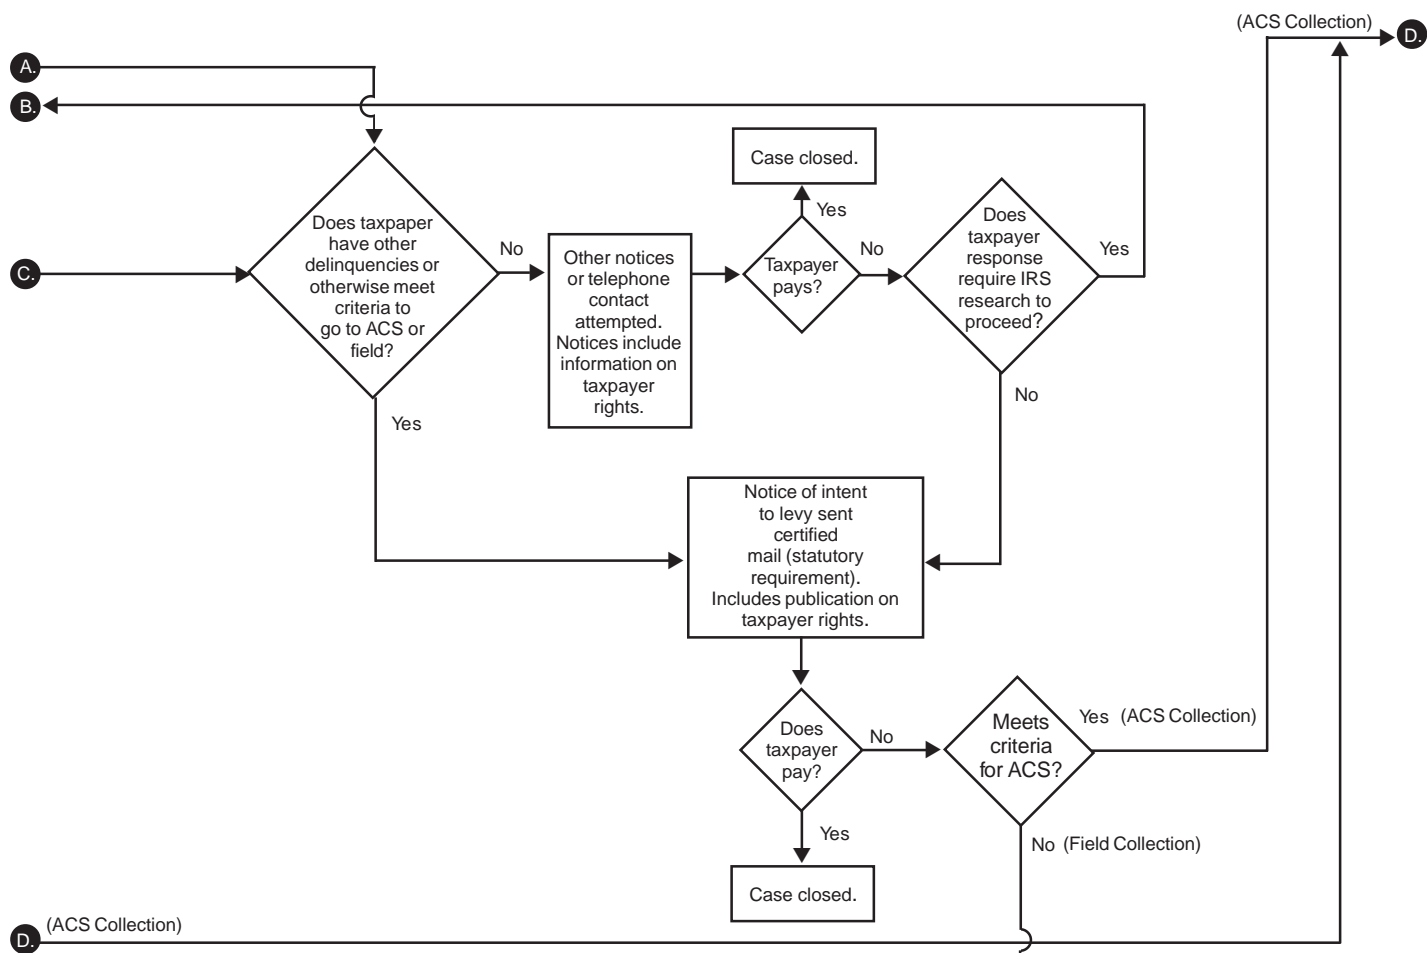 (ACS Collection)
D.
A.
B.
Case closed.
Yes
C.
Does taxpaper
have other
delinquencies or
otherwise meet
criteria to
go to ACS or
field?
No
Other notices
or telephone
contact
attempted.
Notices include
information on
taxpayer
rights.
Taxpayer
pays?
No
Does
taxpayer
response
require IRS
research to
proceed?
Yes
No
Yes
Notice of intent
to levy sent
certified
mail (statutory
requirement).
Includes publication on
taxpayer rights.
Does
taxpayer
pay?
No
Meets
criteria
for ACS?
Yes (ACS Collection)
Yes
No (Field Collection)
Case closed.
D.
(ACS Collection)